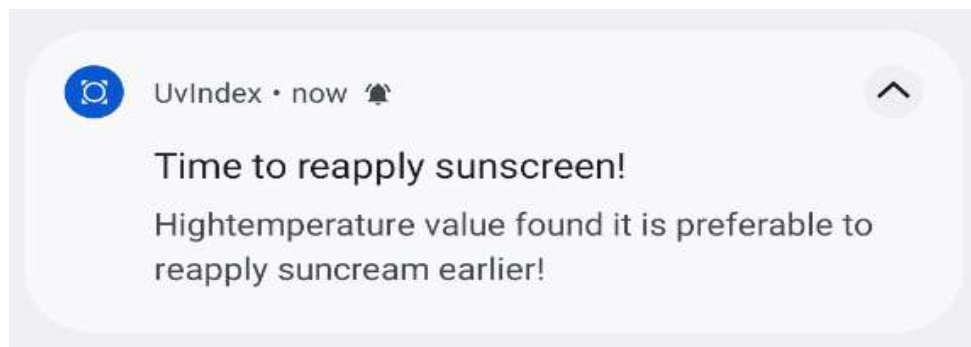 UvIndex • now
Time to reapply sunscreen!
Hightemperature value found it is preferable to
reapply suncream earlier!